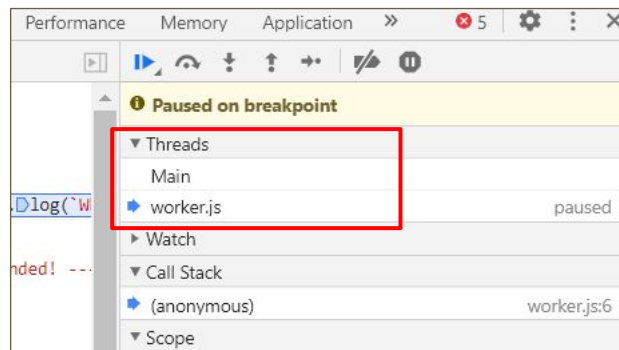 Performance Memory Application » 5
Paused on breakpoint
Threads
Main
.log(`W worker.js paused
Watch
nded! --- Call Stack
(anonymous) worker.js:6
Scope